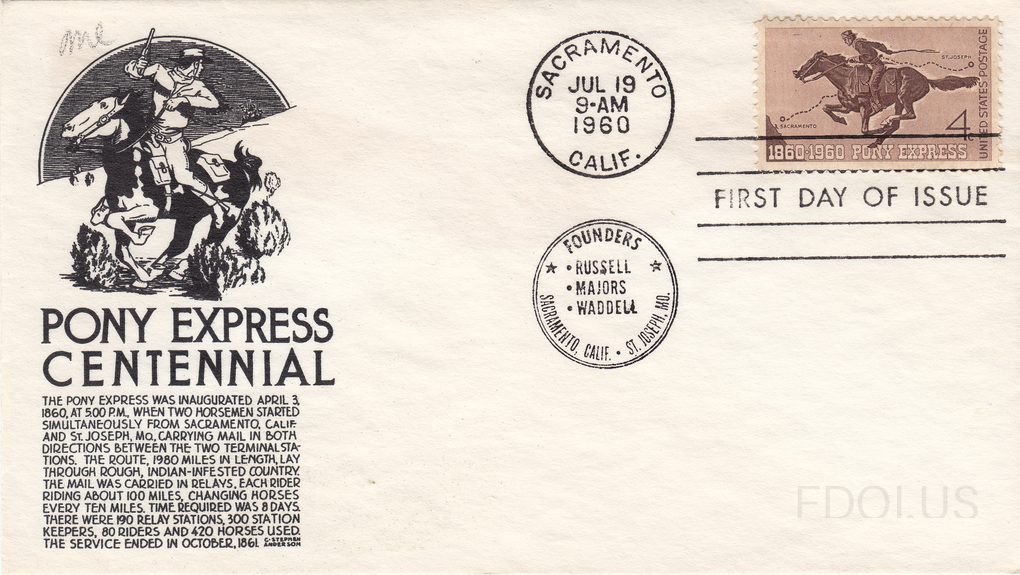 me
SACRAMENTO
JUL 19
9-AM
1960
CALIF.
ST. JOSEPH
SACRAMENTO
4¢
UNITED STATES POSTAGE
1860·1960 PONY EXPRESS
FIRST DAY OF ISSUE
FOUNDERS
• RUSSELL
• MAJORS
• WADDELL
SACRAMENTO, CALIF. • ST. JOSEPH, MO.
PONY EXPRESS
CENTENNIAL
THE PONY EXPRESS WAS INAUGURATED APRIL 3,
1860, AT 5:00 P.M., WHEN TWO HORSEMEN STARTED
SIMULTANEOUSLY FROM SACRAMENTO, CALIF.
AND ST. JOSEPH, MO., CARRYING MAIL IN BOTH
DIRECTIONS BETWEEN THE TWO TERMINAL STA-
TIONS. THE ROUTE, 1980 MILES IN LENGTH, LAY
THROUGH ROUGH, INDIAN-INFESTED COUNTRY.
THE MAIL WAS CARRIED IN RELAYS, EACH RIDER
RIDING ABOUT 100 MILES, CHANGING HORSES
EVERY TEN MILES. TIME REQUIRED WAS 8 DAYS.
THERE WERE 190 RELAY STATIONS, 300 STATION
KEEPERS, 80 RIDERS AND 420 HORSES USED.
THE SERVICE ENDED IN OCTOBER, 1861.
C. STEPHEN
ANDERSON
FDOI.US